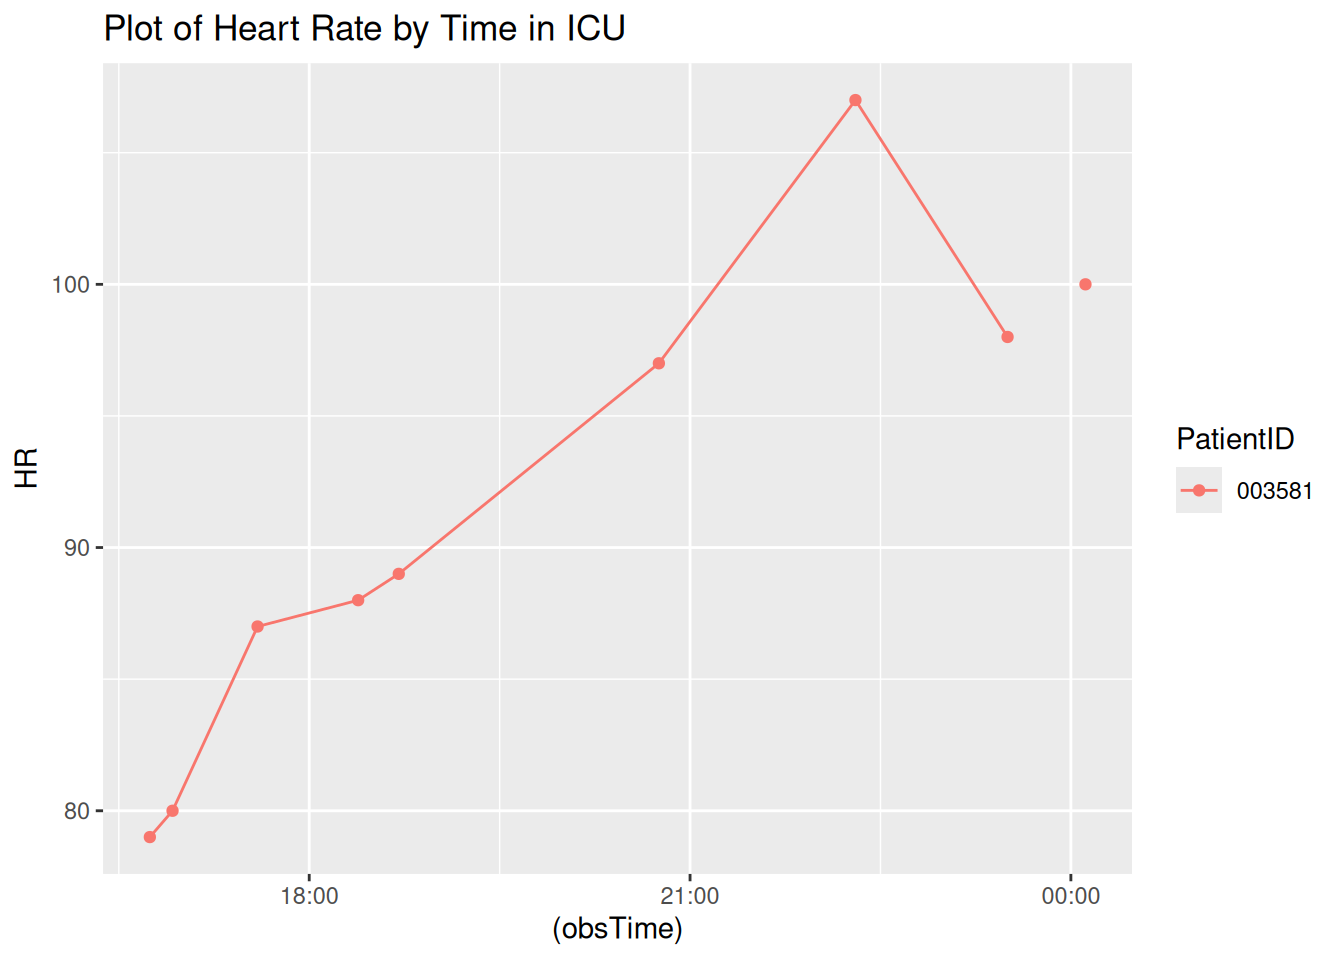 Plot of Heart Rate by Time in ICU
HR
100
90
80
18:00
21:00
00:00
(obsTime)
PatientID
003581